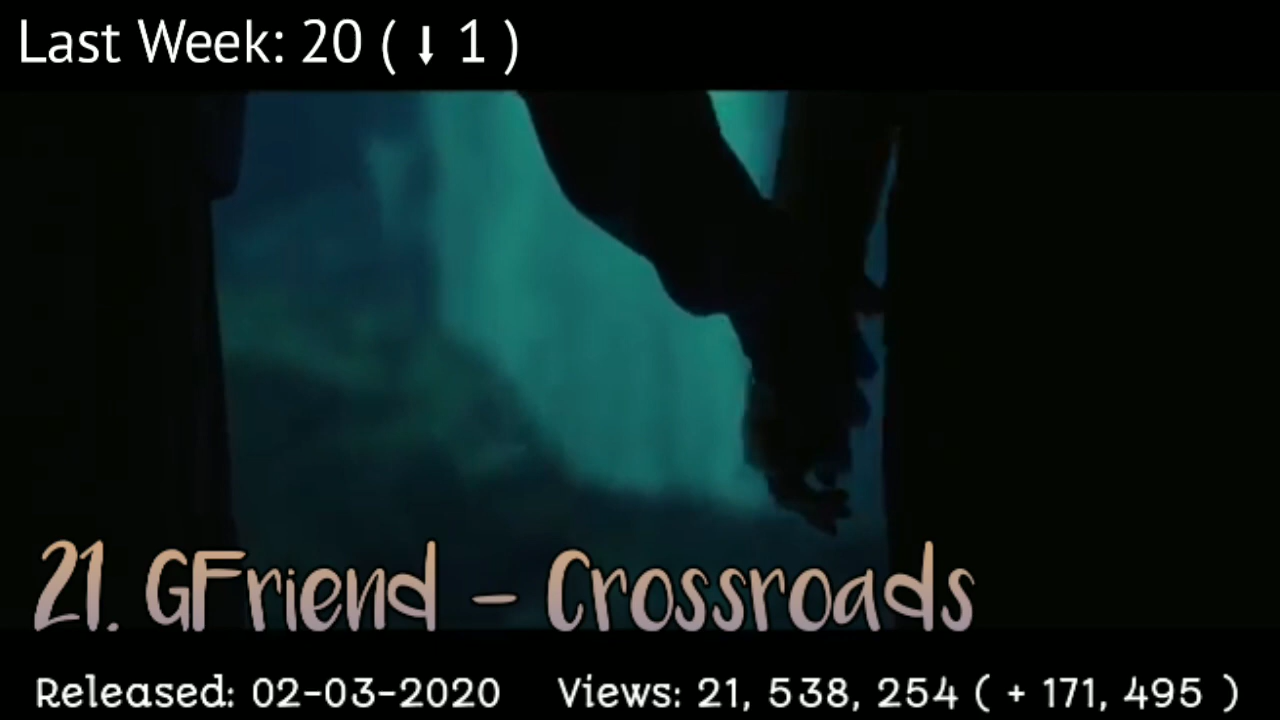 Last Week: 20 ( ⬇ 1 )
21. GFriend - Crossroads
Released: 02-03-2020 Views: 21, 538, 254 ( + 171, 495 )